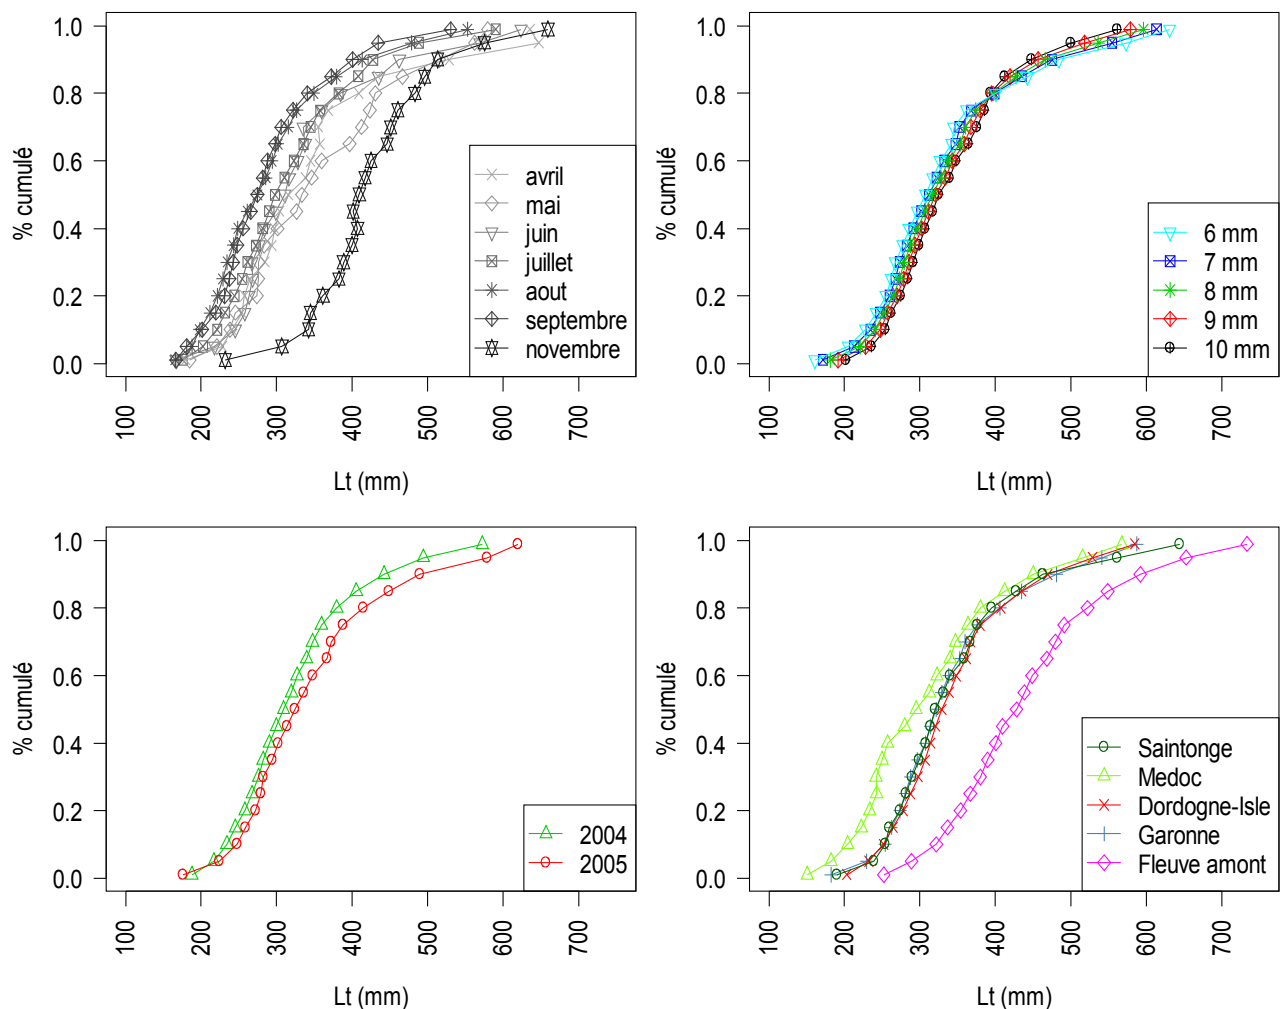 % cumulé
1.0
0.8
0.6
0.4
0.2
0.0
100
200
300
400
500
600
700
Lt (mm)
avril
mai
juin
juillet
aout
septembre
novembre
% cumulé
1.0
0.8
0.6
0.4
0.2
0.0
100
200
300
400
500
600
700
Lt (mm)
6 mm
7 mm
8 mm
9 mm
10 mm
% cumulé
1.0
0.8
0.6
0.4
0.2
0.0
100
200
300
400
500
600
700
Lt (mm)
2004
2005
% cumulé
1.0
0.8
0.6
0.4
0.2
0.0
100
200
300
400
500
600
700
Lt (mm)
Saintonge
Medoc
Dordogne-Isle
Garonne
Fleuve amont